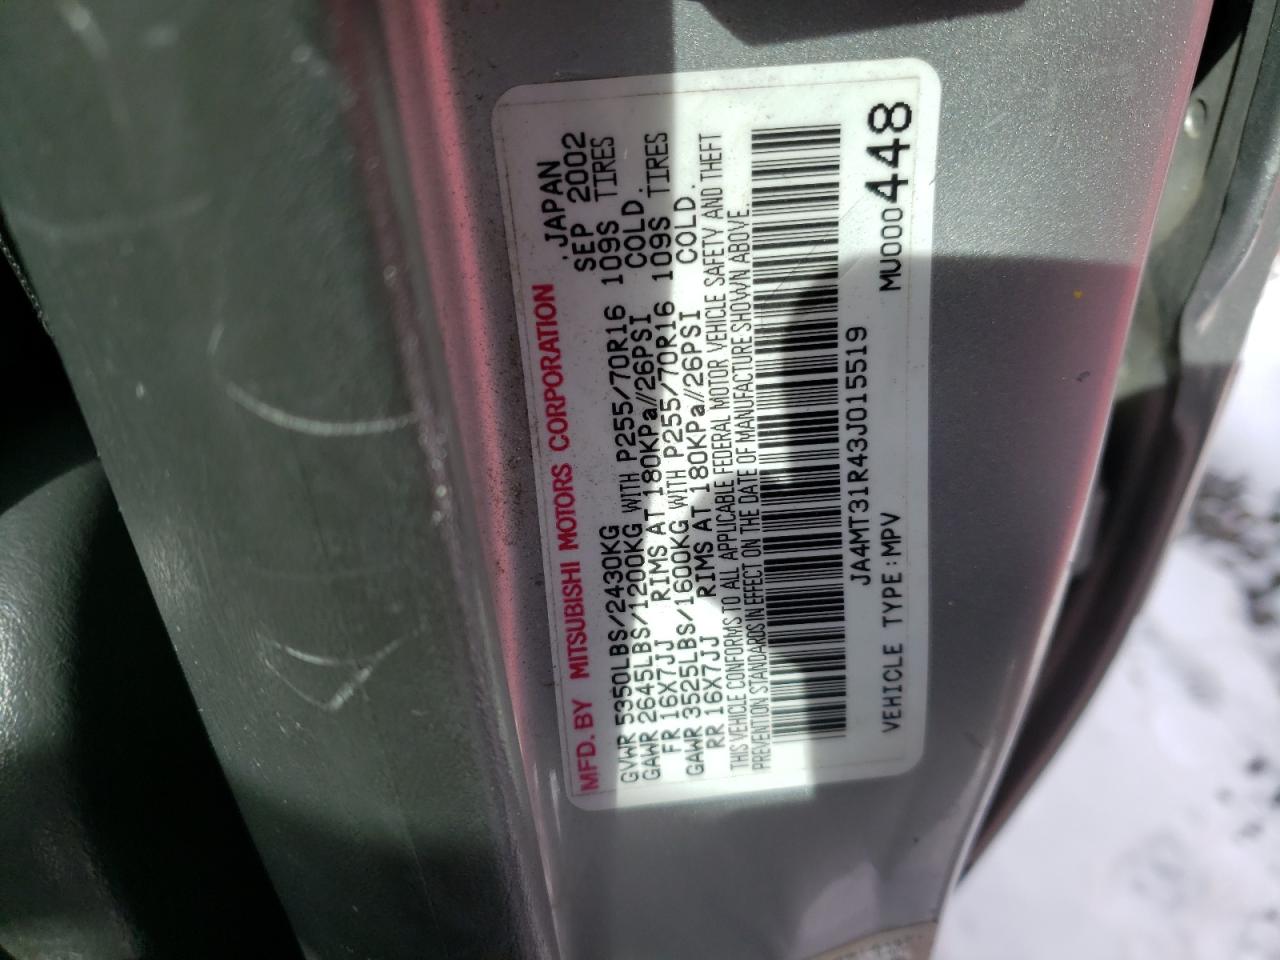 MFD. BY MITSUBISHI MOTORS CORPORATION JAPAN
GVWR 5350LBS/2430KG SEP 2002
GAWR 2645LBS/1200KG WITH P255/70R16 109S TIRES
FR 16X7JJ RIMS AT 180KPa//26PSI COLD.
GAWR 3525LBS/1600KG WITH P255/70R16 109S TIRES
RR 16X7JJ RIMS AT 180KPa//26PSI COLD.
THIS VEHICLE CONFORMS TO ALL APPLICABLE FEDERAL MOTOR VEHICLE SAFETY AND THEFT
PREVENTION STANDARDS IN EFFECT ON THE DATE OF MANUFACTURE SHOWN ABOVE.
JA4MT31R43J015519
VEHICLE TYPE:MPV MU000448